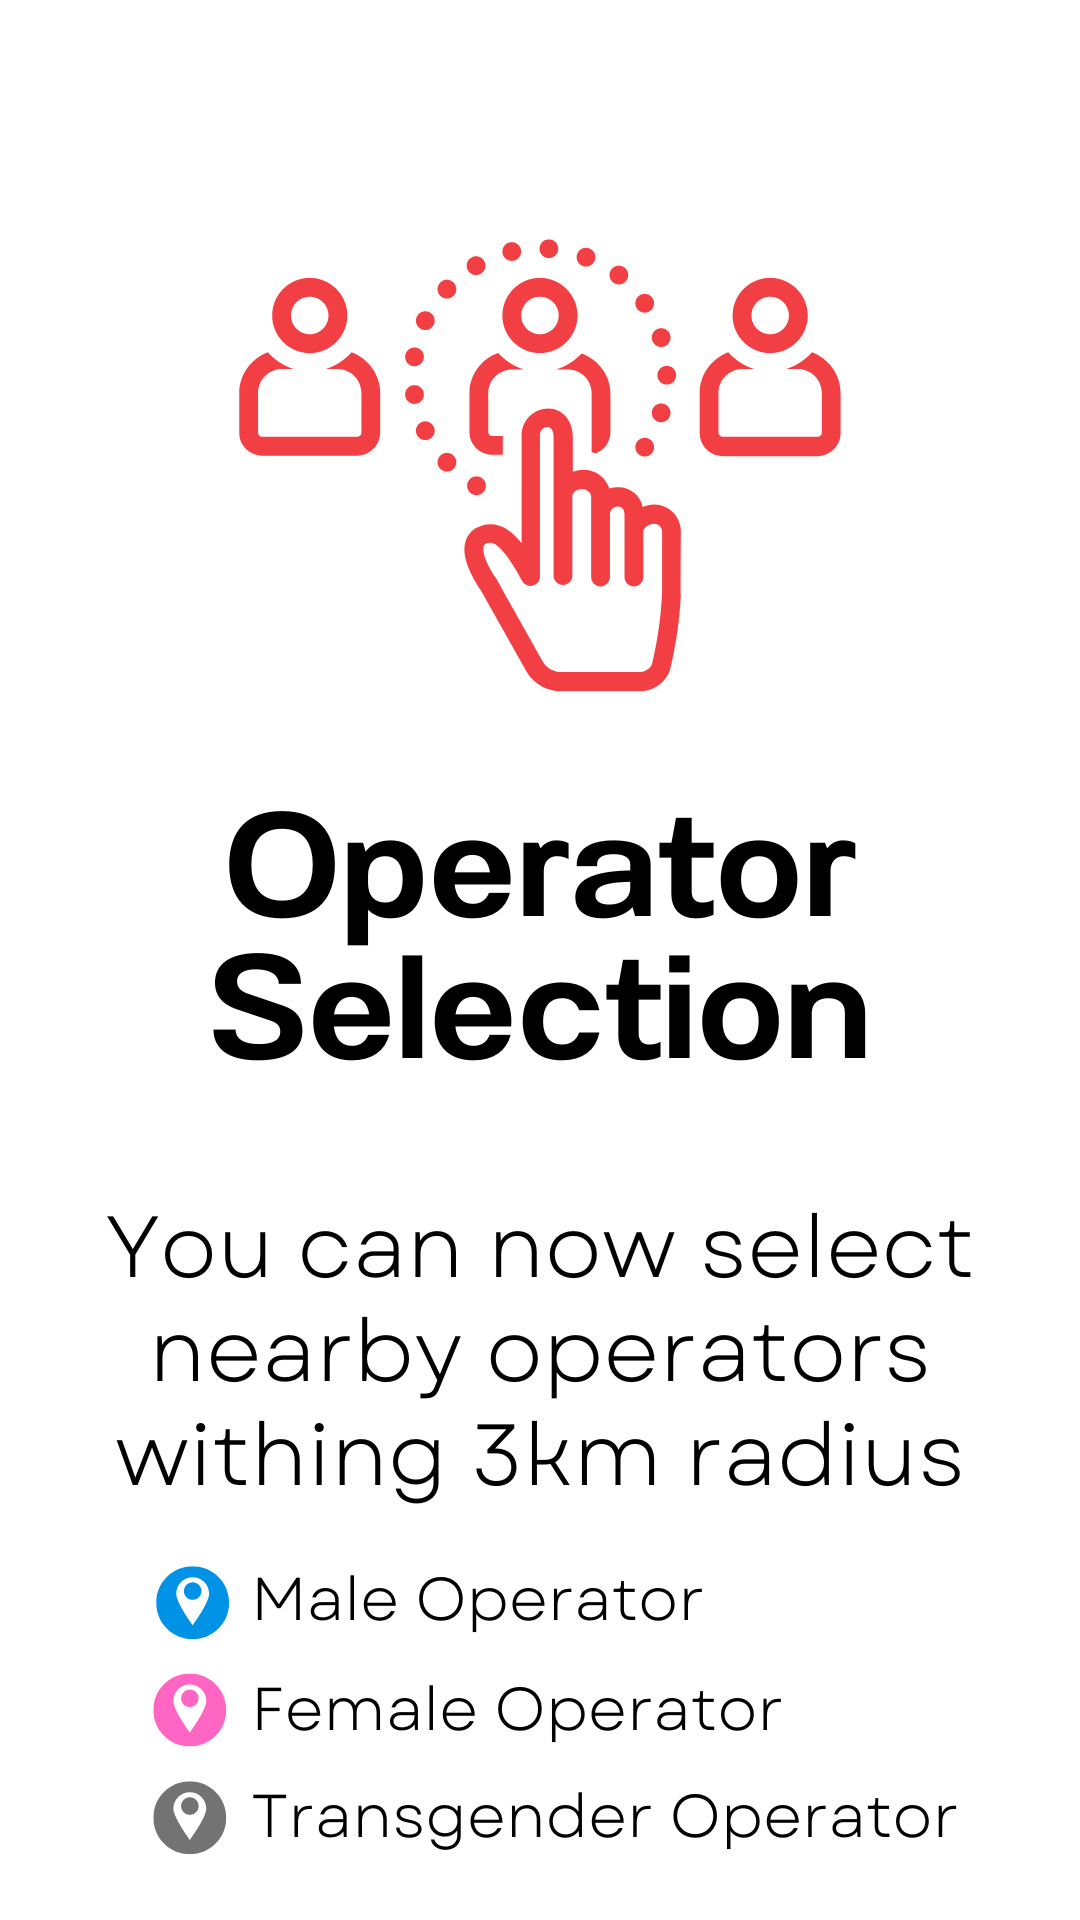 Operator
Selection
You can now select
nearby operators
withing 3km radius
Male Operator
Female Operator
Transgender Operator